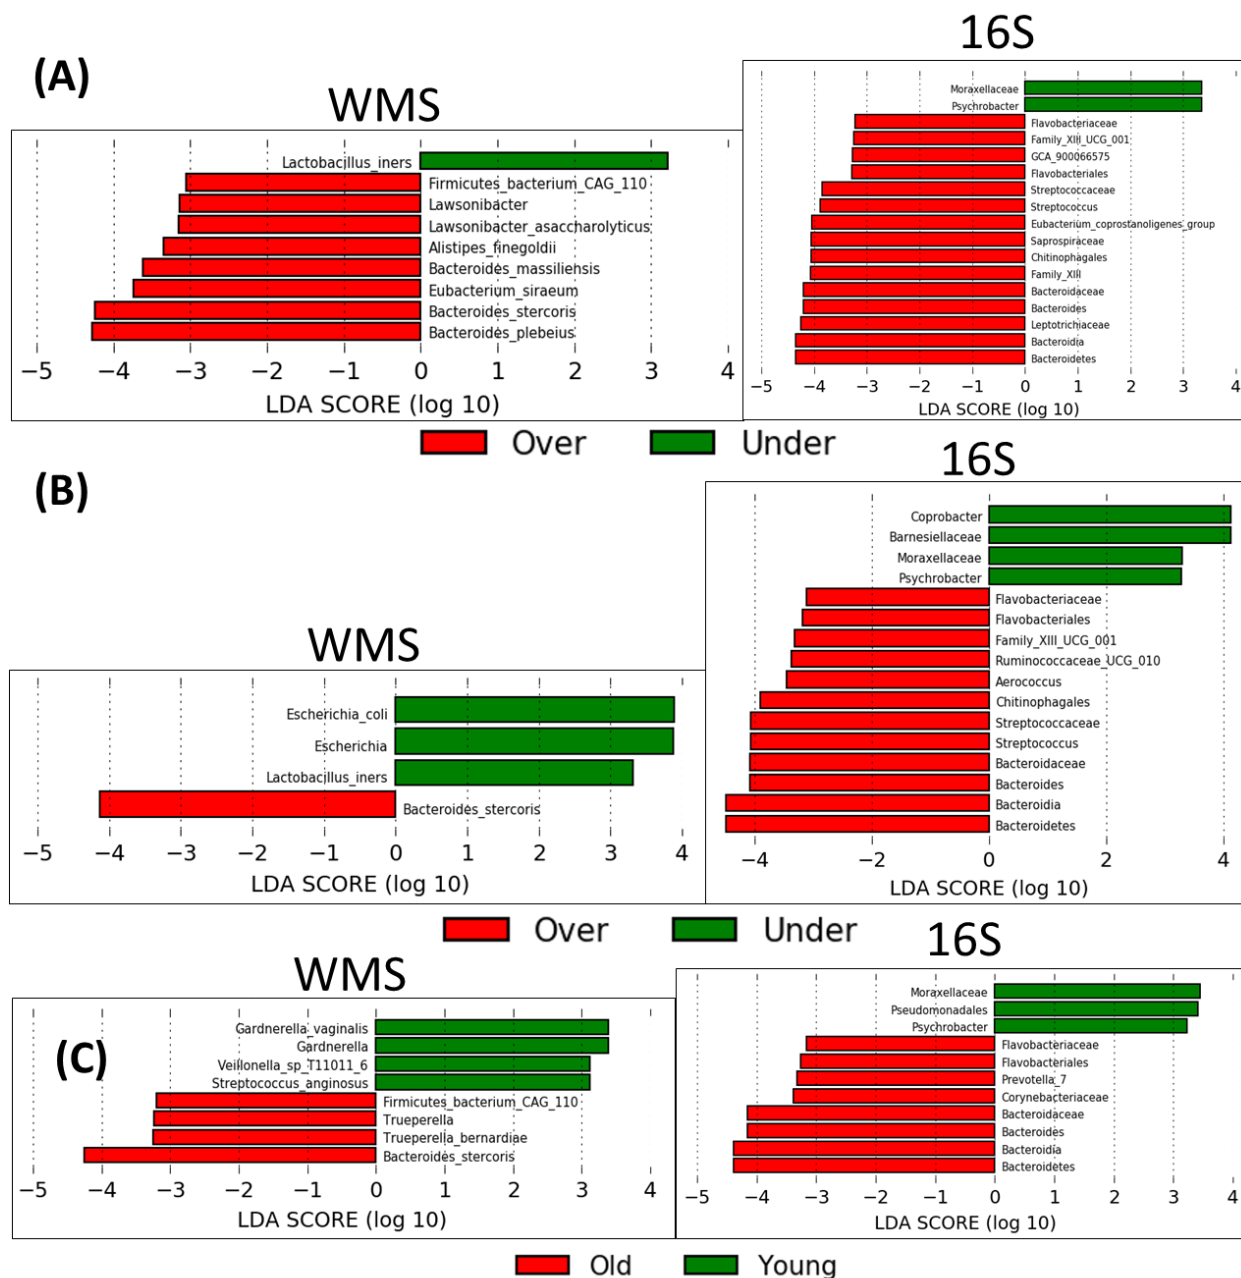 16S
(A)
WMS
Lactobacillus_iners
Firmicutes_bacterium_CAG_110
Lawsonibacter
Lawsonibacter_asaccharolyticus
Alistipes_finegoldii
Bacteroides_massiliensis
Eubacterium_siraeum
Bacteroides_stercoris
Bacteroides_plebeius
−5 −4 −3 −2 −1 0 1 2 3 4
LDA SCORE (log 10)
Moraxellaceae
Psychrobacter
Flavobacteriaceae
Family_XIII_UCG_001
GCA_900066575
Flavobacteriales
Streptococcaceae
Streptococcus
Eubacterium_coprostanoligenes_group
Saprospiraceae
Chitinophagales
Family_XIII
Bacteroidaceae
Bacteroides
Leptotrichiaceae
Bacteroidia
Bacteroidetes
−5 −4 −3 −2 −1 0 1 2 3 4
LDA SCORE (log 10)
Over Under
16S
(B)
WMS
Escherichia_coli
Escherichia
Lactobacillus_iners
Bacteroides_stercoris
−5 −4 −3 −2 −1 0 1 2 3 4
LDA SCORE (log 10)
Coprobacter
Barnesiellaceae
Moraxellaceae
Psychrobacter
Flavobacteriaceae
Flavobacteriales
Family_XIII_UCG_001
Ruminococcaceae_UCG_010
Aerococcus
Chitinophagales
Streptococcaceae
Streptococcus
Bacteroidaceae
Bacteroides
Bacteroidia
Bacteroidetes
−4 −2 0 2 4
LDA SCORE (log 10)
Over Under
16S
WMS
(C)
Gardnerella_vaginalis
Gardnerella
Veillonella_sp_T11011_6
Streptococcus_anginosus
Firmicutes_bacterium_CAG_110
Trueperella
Trueperella_bernardiae
Bacteroides_stercoris
−5 −4 −3 −2 −1 0 1 2 3 4
LDA SCORE (log 10)
Moraxellaceae
Pseudomonadales
Psychrobacter
Flavobacteriaceae
Flavobacteriales
Prevotella_7
Corynebacteriaceae
Bacteroidaceae
Bacteroides
Bacteroidia
Bacteroidetes
−5 −4 −3 −2 −1 0 1 2 3 4
LDA SCORE (log 10)
Old Young